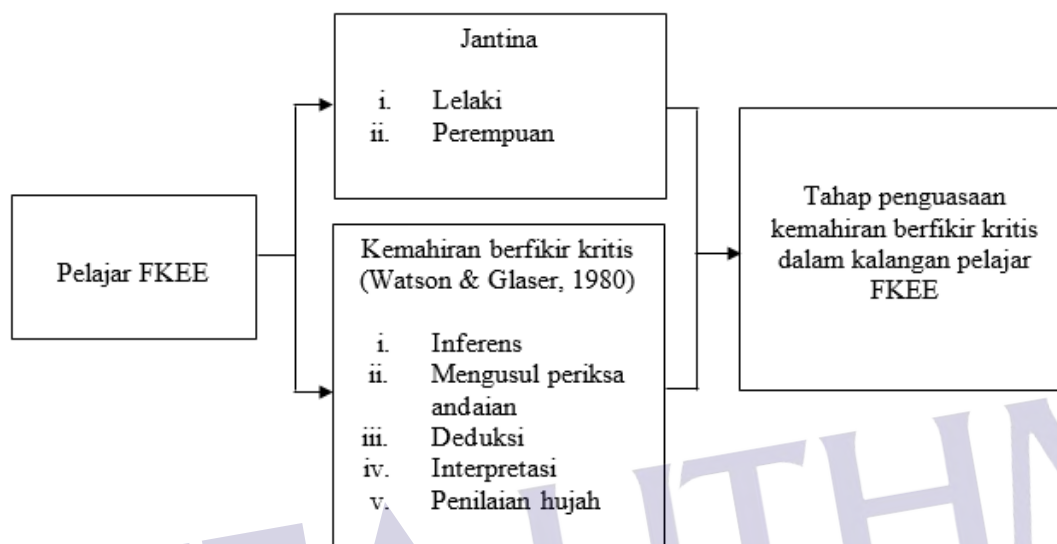 Jantina
i. Lelaki
ii. Perempuan
Pelajar FKEE
Kemahiran berfikir kritis
(Watson & Glaser, 1980)
i. Inferens
ii. Mengusul periksa
andaian
iii. Deduksi
iv. Interpretasi
v. Penilaian hujah
Tahap penguasaan
kemahiran berfikir kritis
dalam kalangan pelajar
FKEE